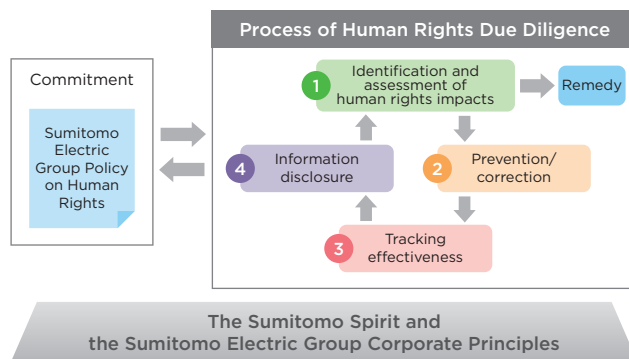 Process of Human Rights Due Diligence
Commitment
Sumitomo
Electric
Group Policy
on Human
Rights
1
Identification and
assessment of
human rights impacts
Remedy
2
Prevention/
correction
3
Tracking
effectiveness
4
Information
disclosure
The Sumitomo Spirit and
the Sumitomo Electric Group Corporate Principles